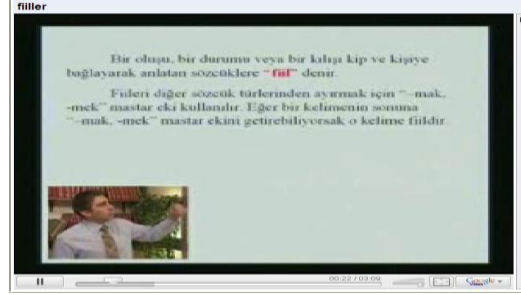 fiiller
Bir oluşu, bir durumu veya bir kılışı kip ve kişiye
bağlayarak anlatan sözcüklere "fiil" denir.
Fiileri diğer sözcük türlerinden ayırmak için "–mak,
-mek" mastar eki kullanılır. Eğer bir kelimenin sonuna
"–mak, -mek" mastar ekini getirebiliyorsak o kelime fiildir.
00:22 / 03:09
Google